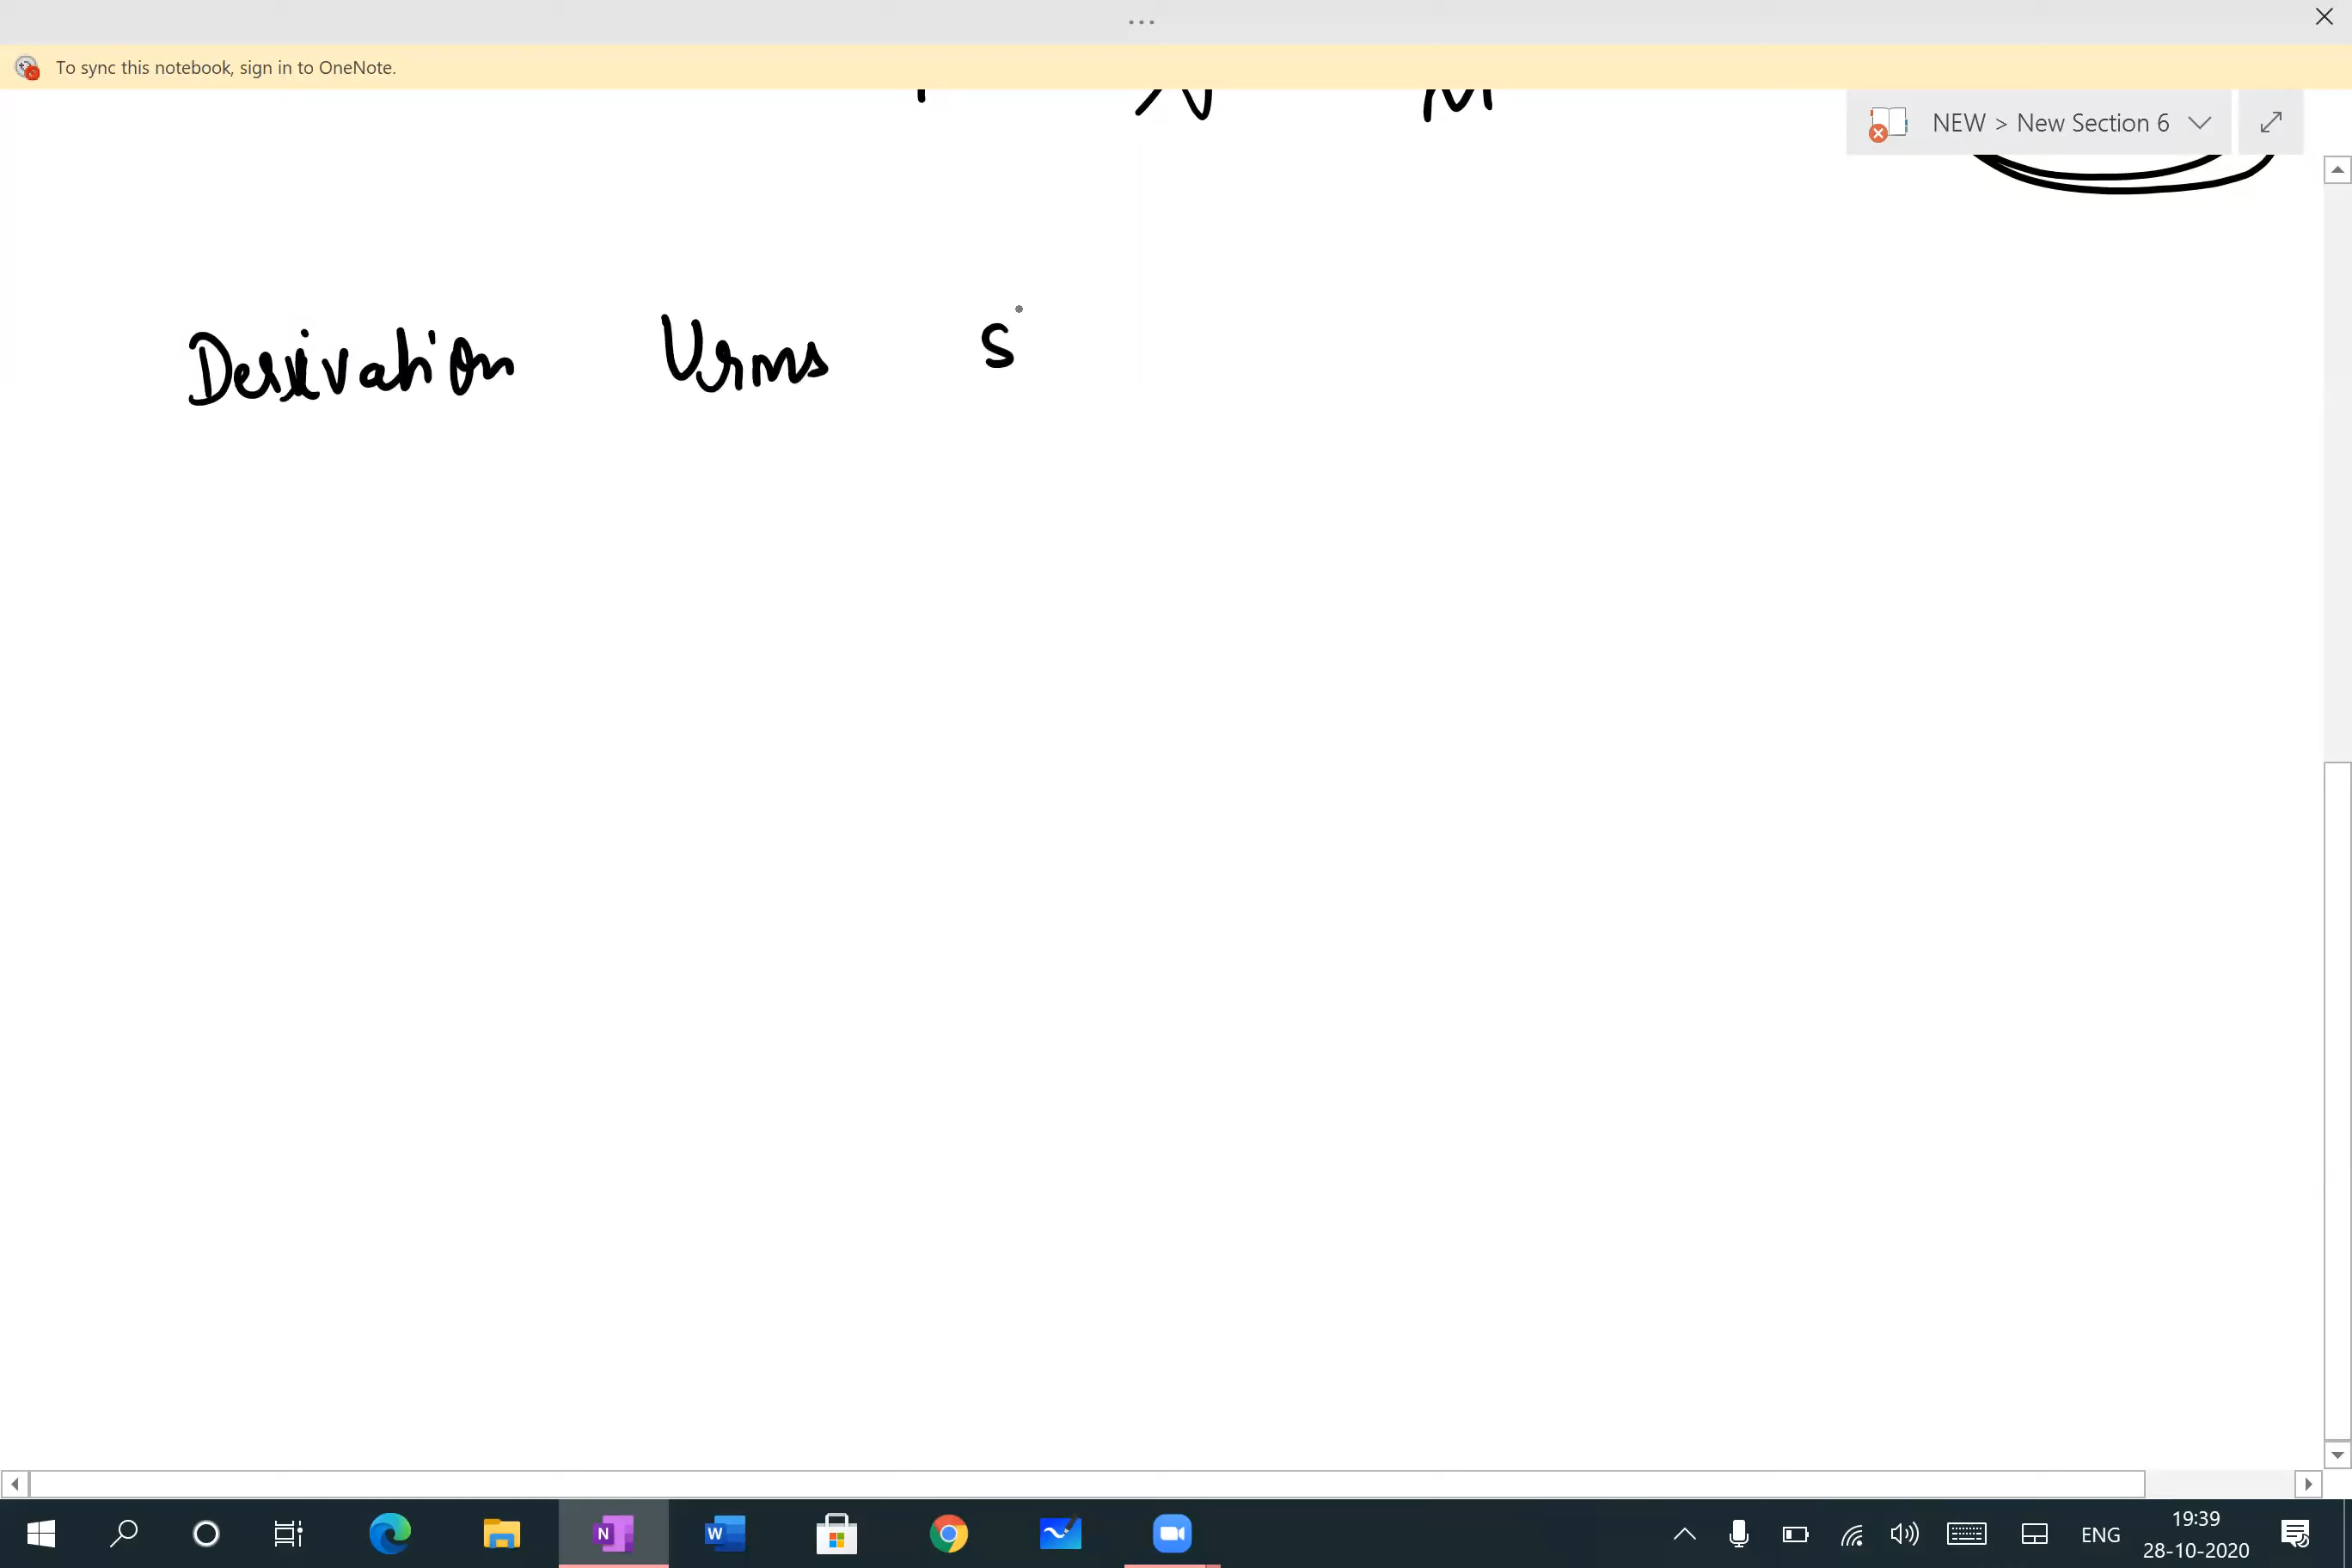 To sync this notebook, sign in to OneNote.
NEW > New Section 6
Derivation Urms s
ENG
19:39
28-10-2020